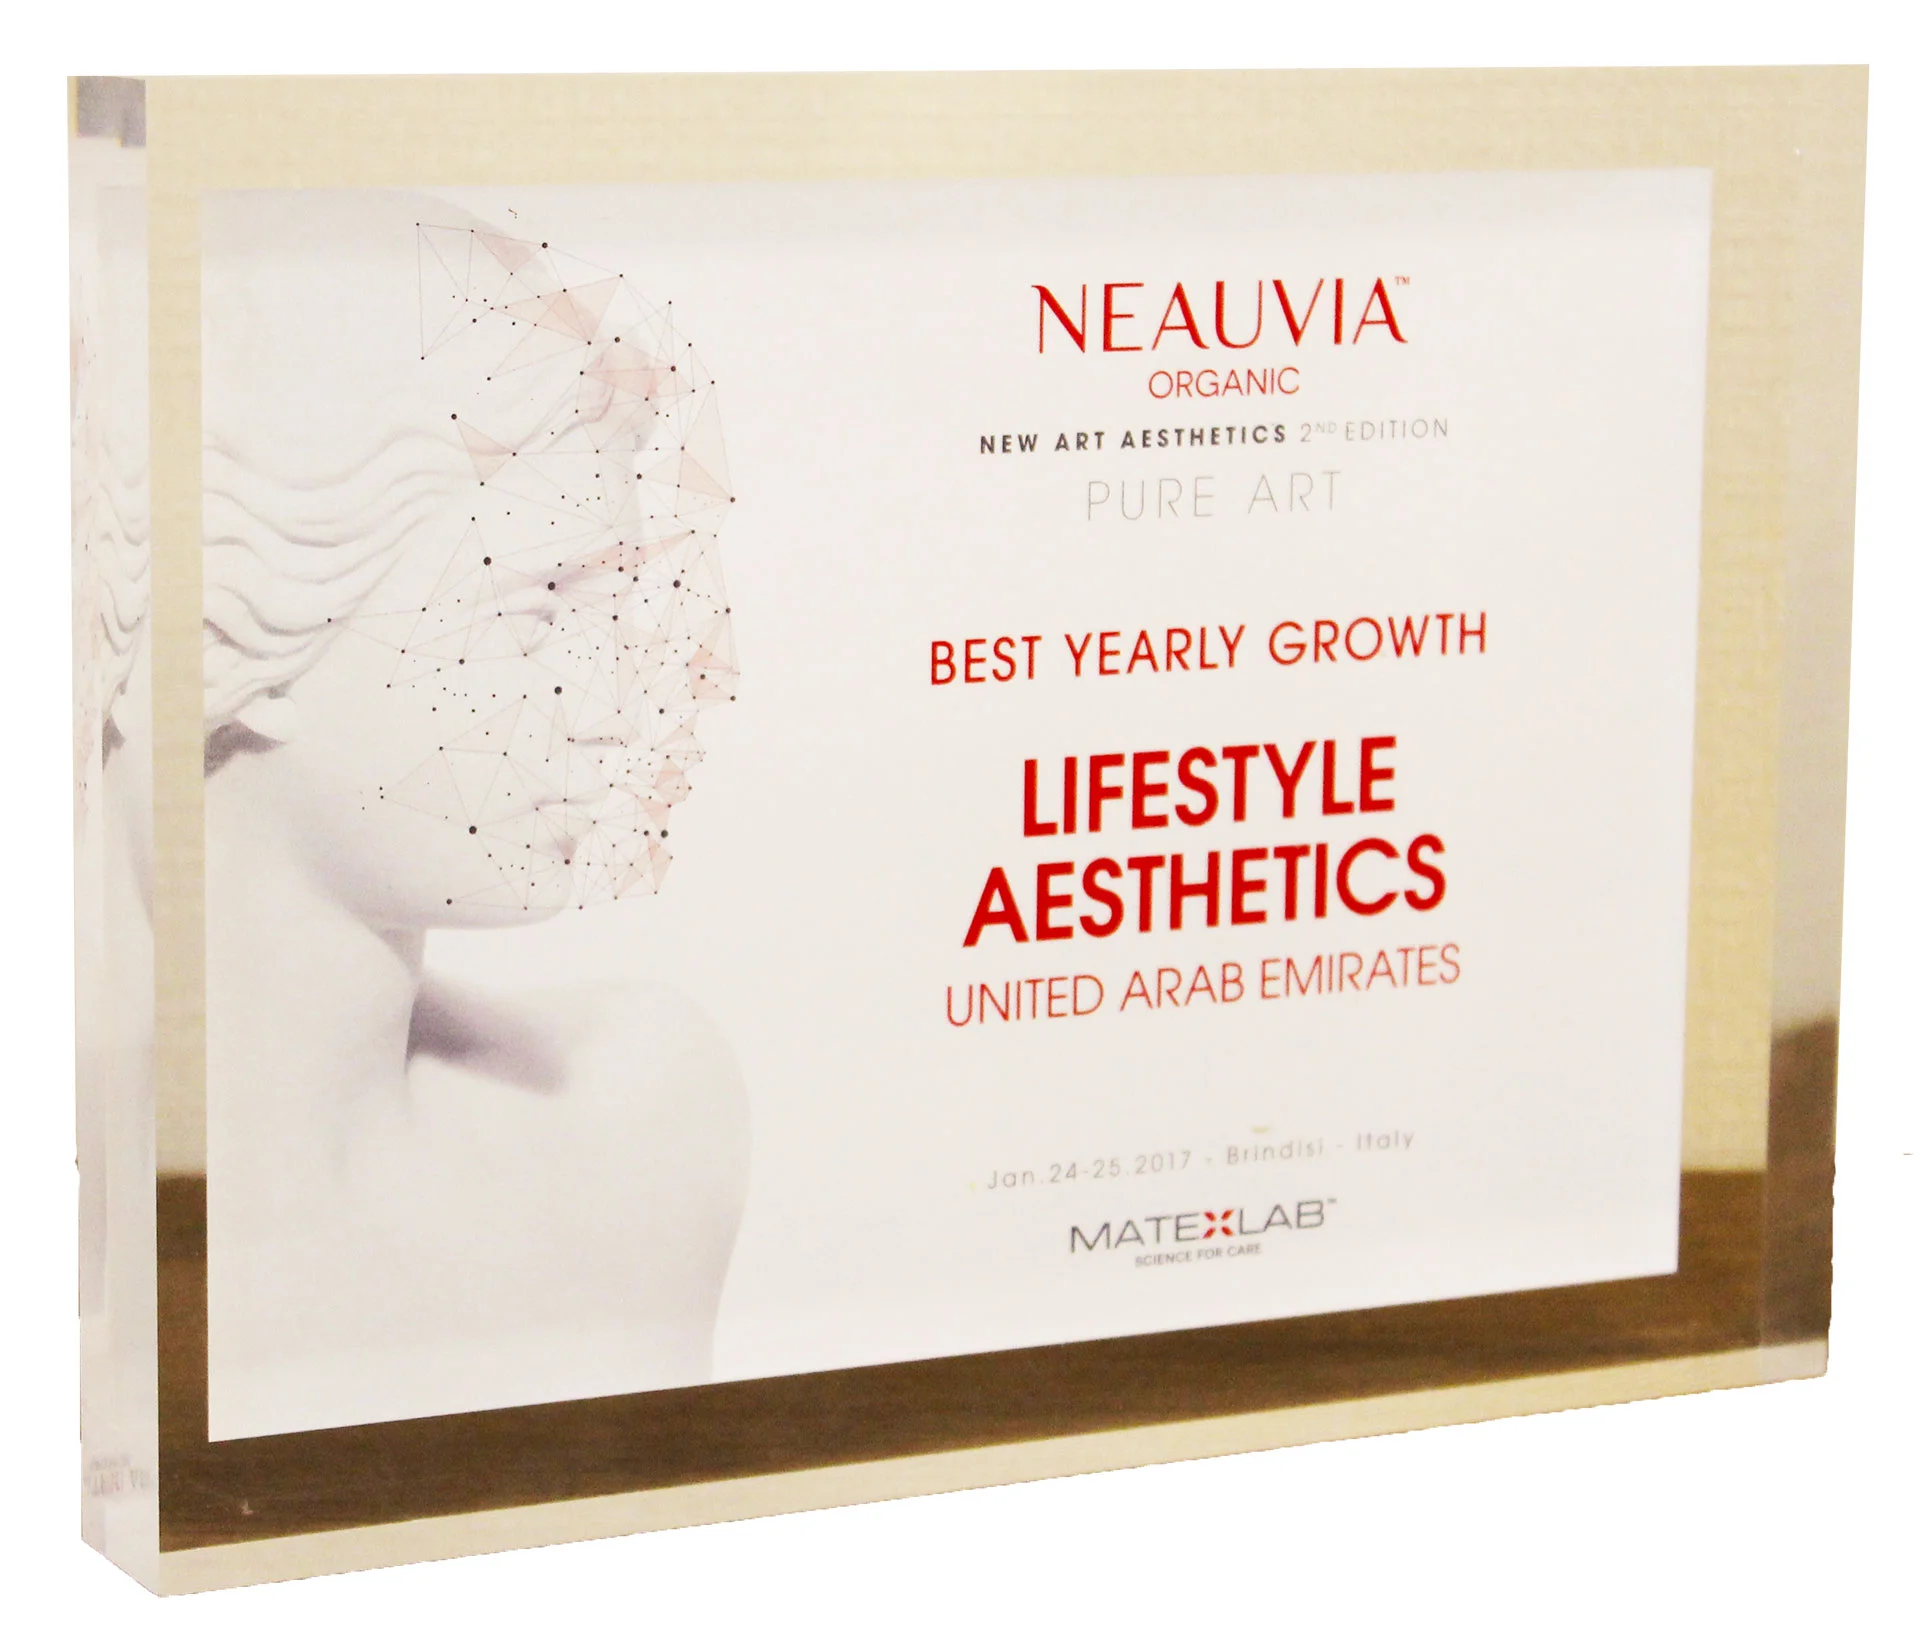 NEAUVIA™
ORGANIC
NEW ART AESTHETICS 2ND EDITION
PURE ART
BEST YEARLY GROWTH
LIFESTYLE
AESTHETICS
UNITED ARAB EMIRATES
Jan.24-25.2017 - Brindisi - Italy
MATEXLAB™
SCIENCE FOR CARE